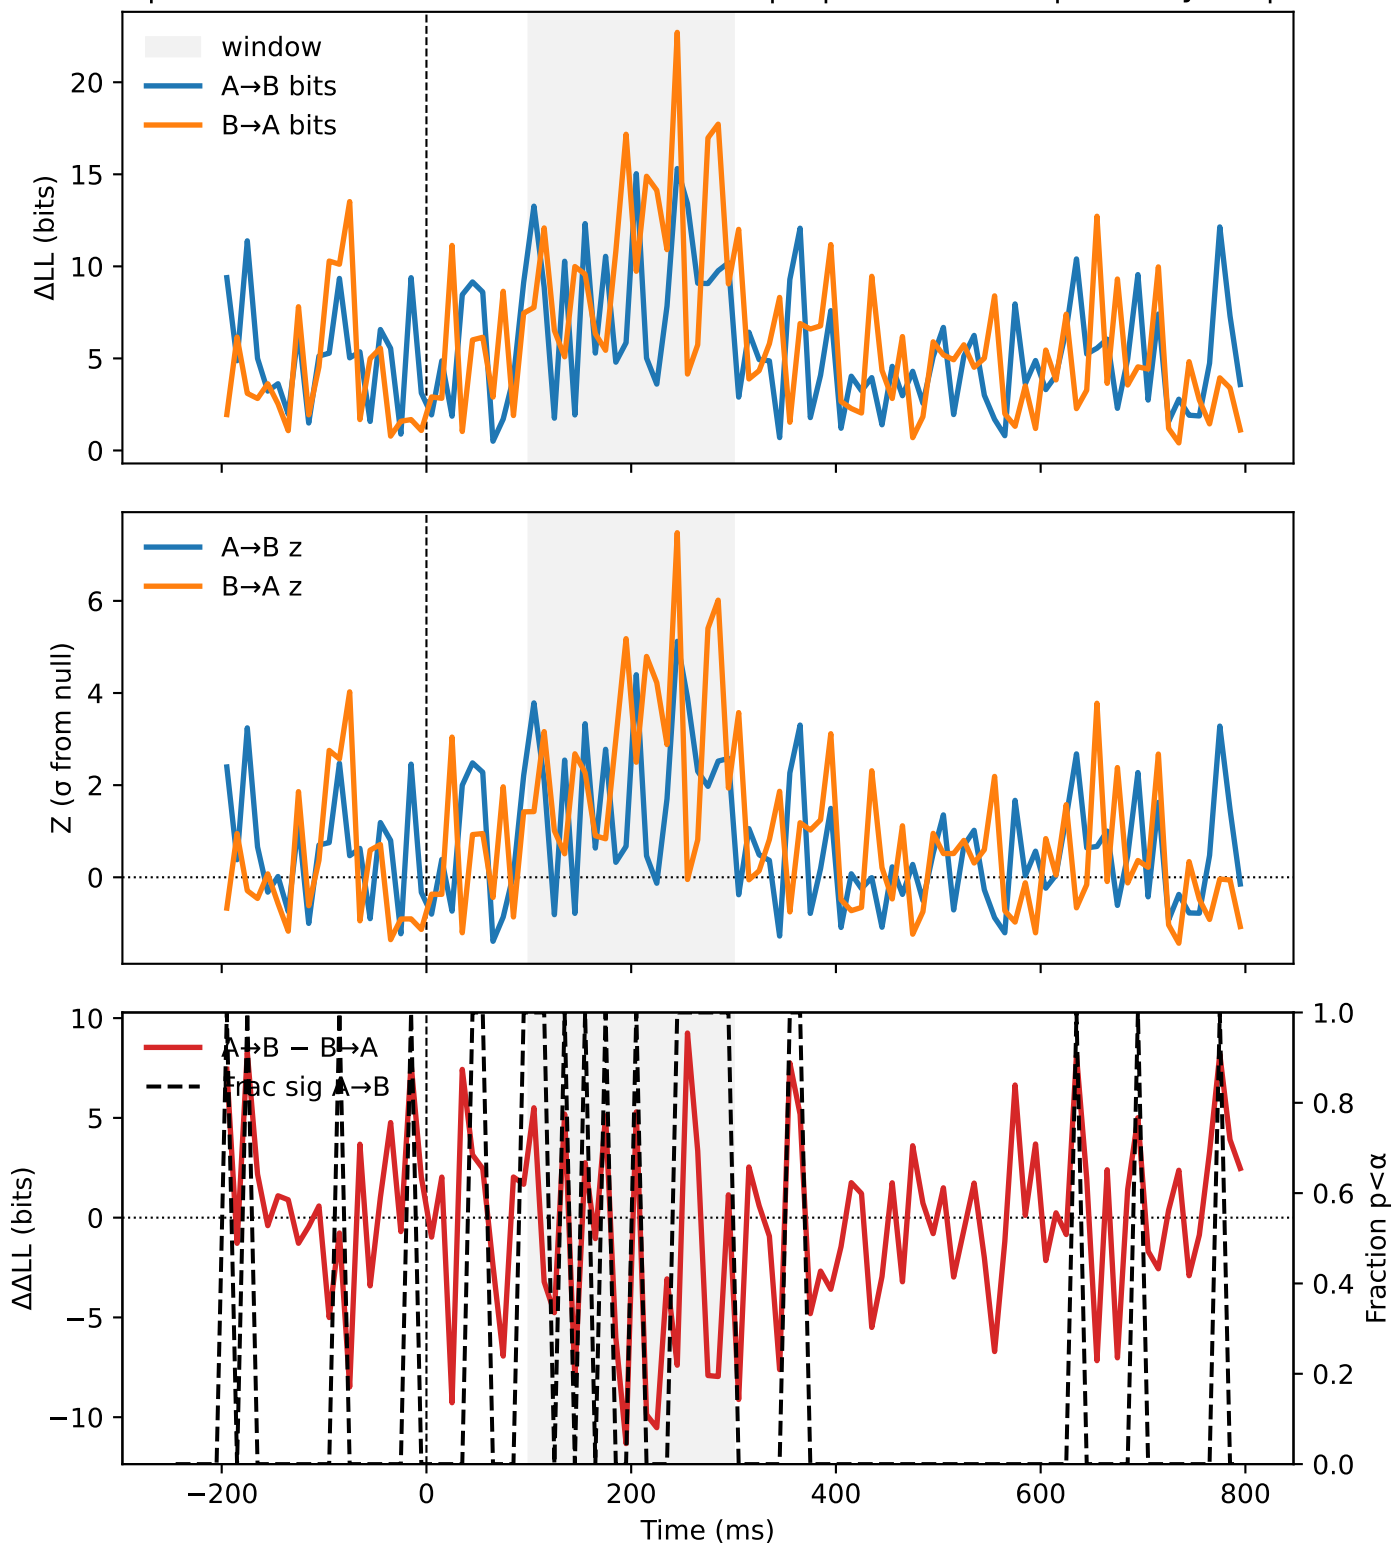 window
A→B bits
B→A bits
ΔLL (bits)
20
15
10
5
0
A→B z
B→A z
Z (σ from null)
6
4
2
0
A→B − B→A
Frac sig A→B
ΔΔLL (bits)
10
5
0
−5
−10
1.0
0.8
0.6
0.4
0.2
0.0
Fraction p<α
−200
0
200
400
600
800
Time (ms)